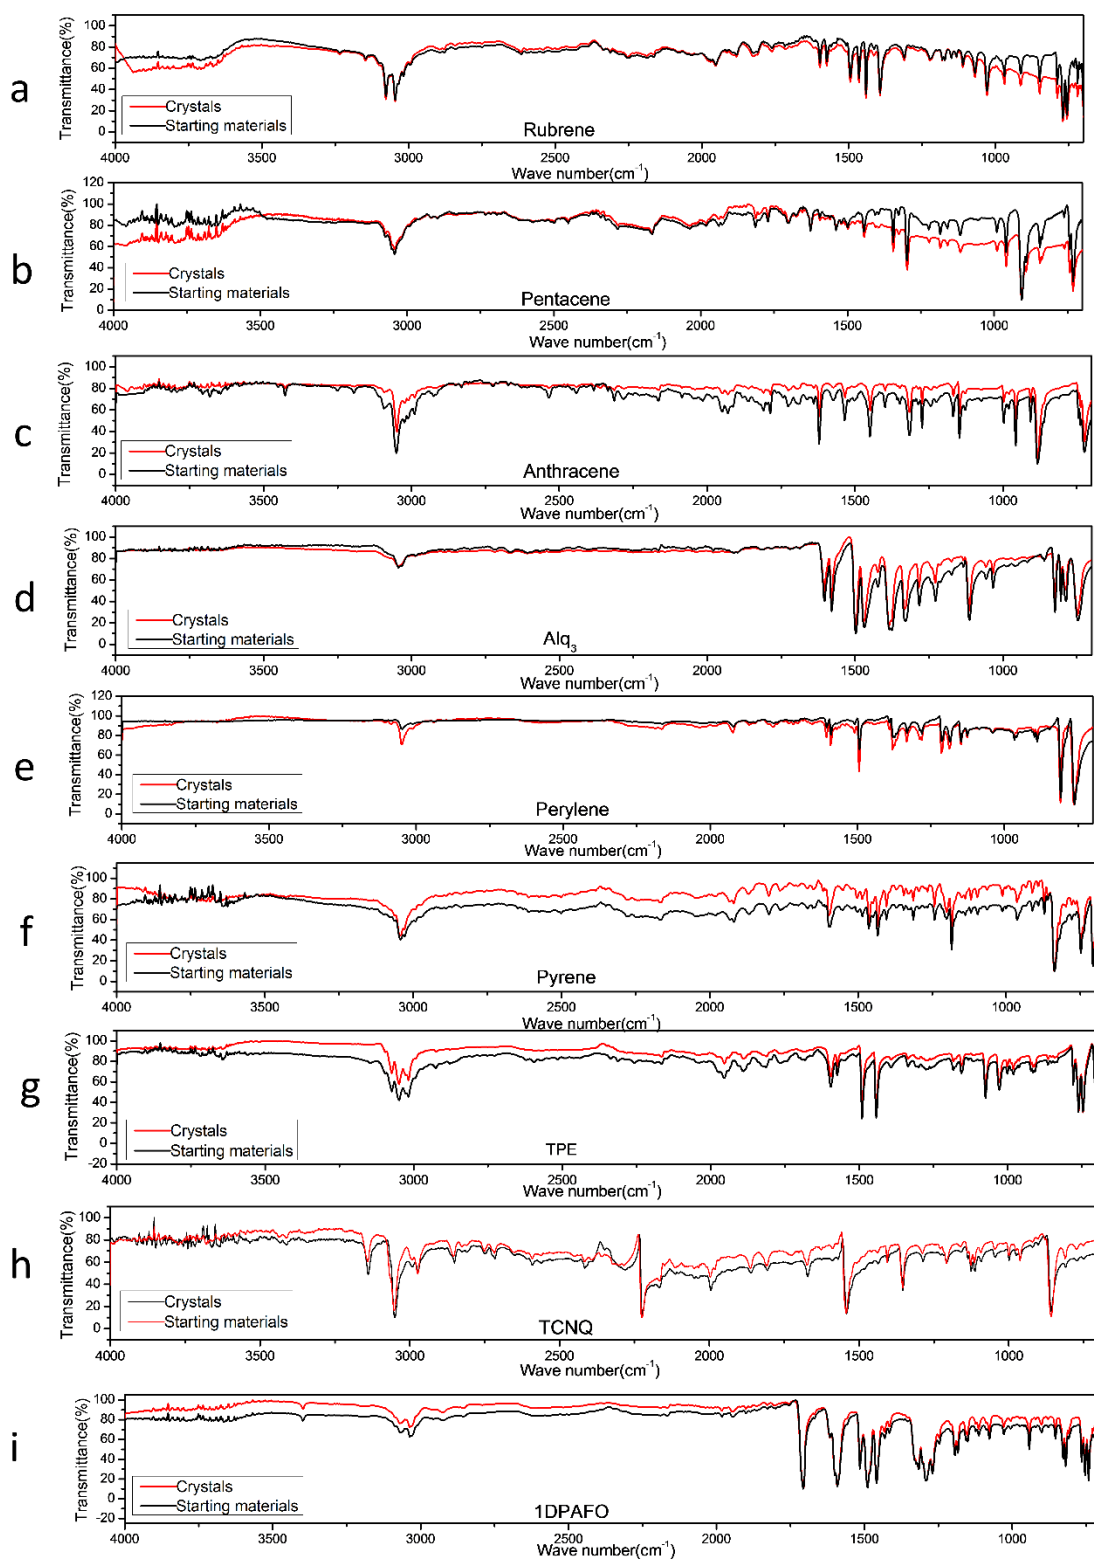 a
Transmittance(%)
100
80
60
40
20
0
Crystals
Starting materials
Rubrene
4000 3500 3000 2500 2000 1500 1000
Wave number(cm⁻¹)
b
Transmittance(%)
120
100
80
60
40
20
0
Crystals
Starting materials
Pentacene
4000 3500 3000 2500 2000 1500 1000
Wave number(cm⁻¹)
c
Transmittance(%)
100
80
60
40
20
0
Crystals
Starting materials
Anthracene
4000 3500 3000 2500 2000 1500 1000
Wave number(cm⁻¹)
d
Transmittance(%)
100
80
60
40
20
0
Crystals
Starting materials
Alq₃
4000 3500 3000 2500 2000 1500 1000
Wave number(cm⁻¹)
e
Transmittance(%)
120
100
80
60
40
20
0
Crystals
Starting materials
Perylene
4000 3500 3000 2500 2000 1500 1000
Wave number(cm⁻¹)
f
Transmittance(%)
100
80
60
40
20
0
Crystals
Starting materials
Pyrene
4000 3500 3000 2500 2000 1500 1000
Wave number(cm⁻¹)
g
Transmittance(%)
100
80
60
40
20
0
-20
Crystals
Starting materials
TPE
4000 3500 3000 2500 2000 1500 1000
Wave number(cm⁻¹)
h
Transmittance(%)
100
80
60
40
20
0
Crystals
Starting materials
TCNQ
4000 3500 3000 2500 2000 1500 1000
Wave number(cm⁻¹)
i
Transmittance(%)
100
80
60
40
20
0
-20
Crystals
Starting materials
1DPAFO
4000 3500 3000 2500 2000 1500 1000
Wave number(cm⁻¹)